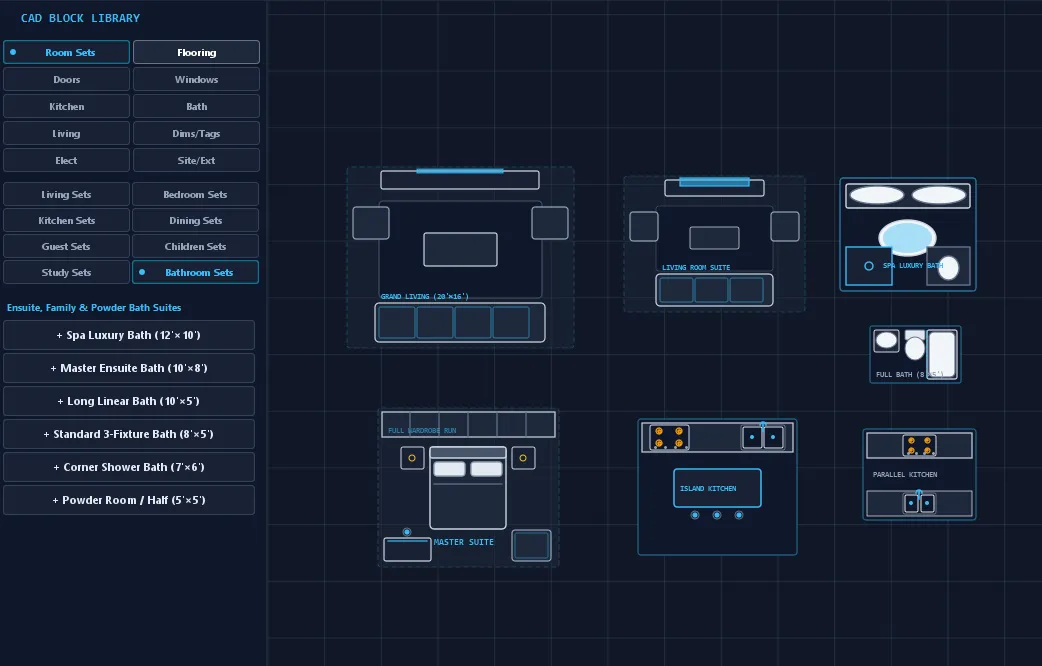 CAD BLOCK LIBRARY
Room Sets
Flooring
Doors
Windows
Kitchen
Bath
Living
Dims/Tags
Elect
Site/Ext
Living Sets
Bedroom Sets
Kitchen Sets
Dining Sets
Guest Sets
Children Sets
Study Sets
Bathroom Sets
Ensuite, Family & Powder Bath Suites
+ Spa Luxury Bath (12'×10')
+ Master Ensuite Bath (10'×8')
+ Long Linear Bath (10'×5')
+ Standard 3-Fixture Bath (8'×5')
+ Corner Shower Bath (7'×6')
+ Powder Room / Half (5'×5')
GRAND LIVING (20'×16')
LIVING ROOM SUITE
SPA LUXURY BATH
FULL BATH (8'×5')
FULL WARDROBE RUN
MASTER SUITE
ISLAND KITCHEN
PARALLEL KITCHEN